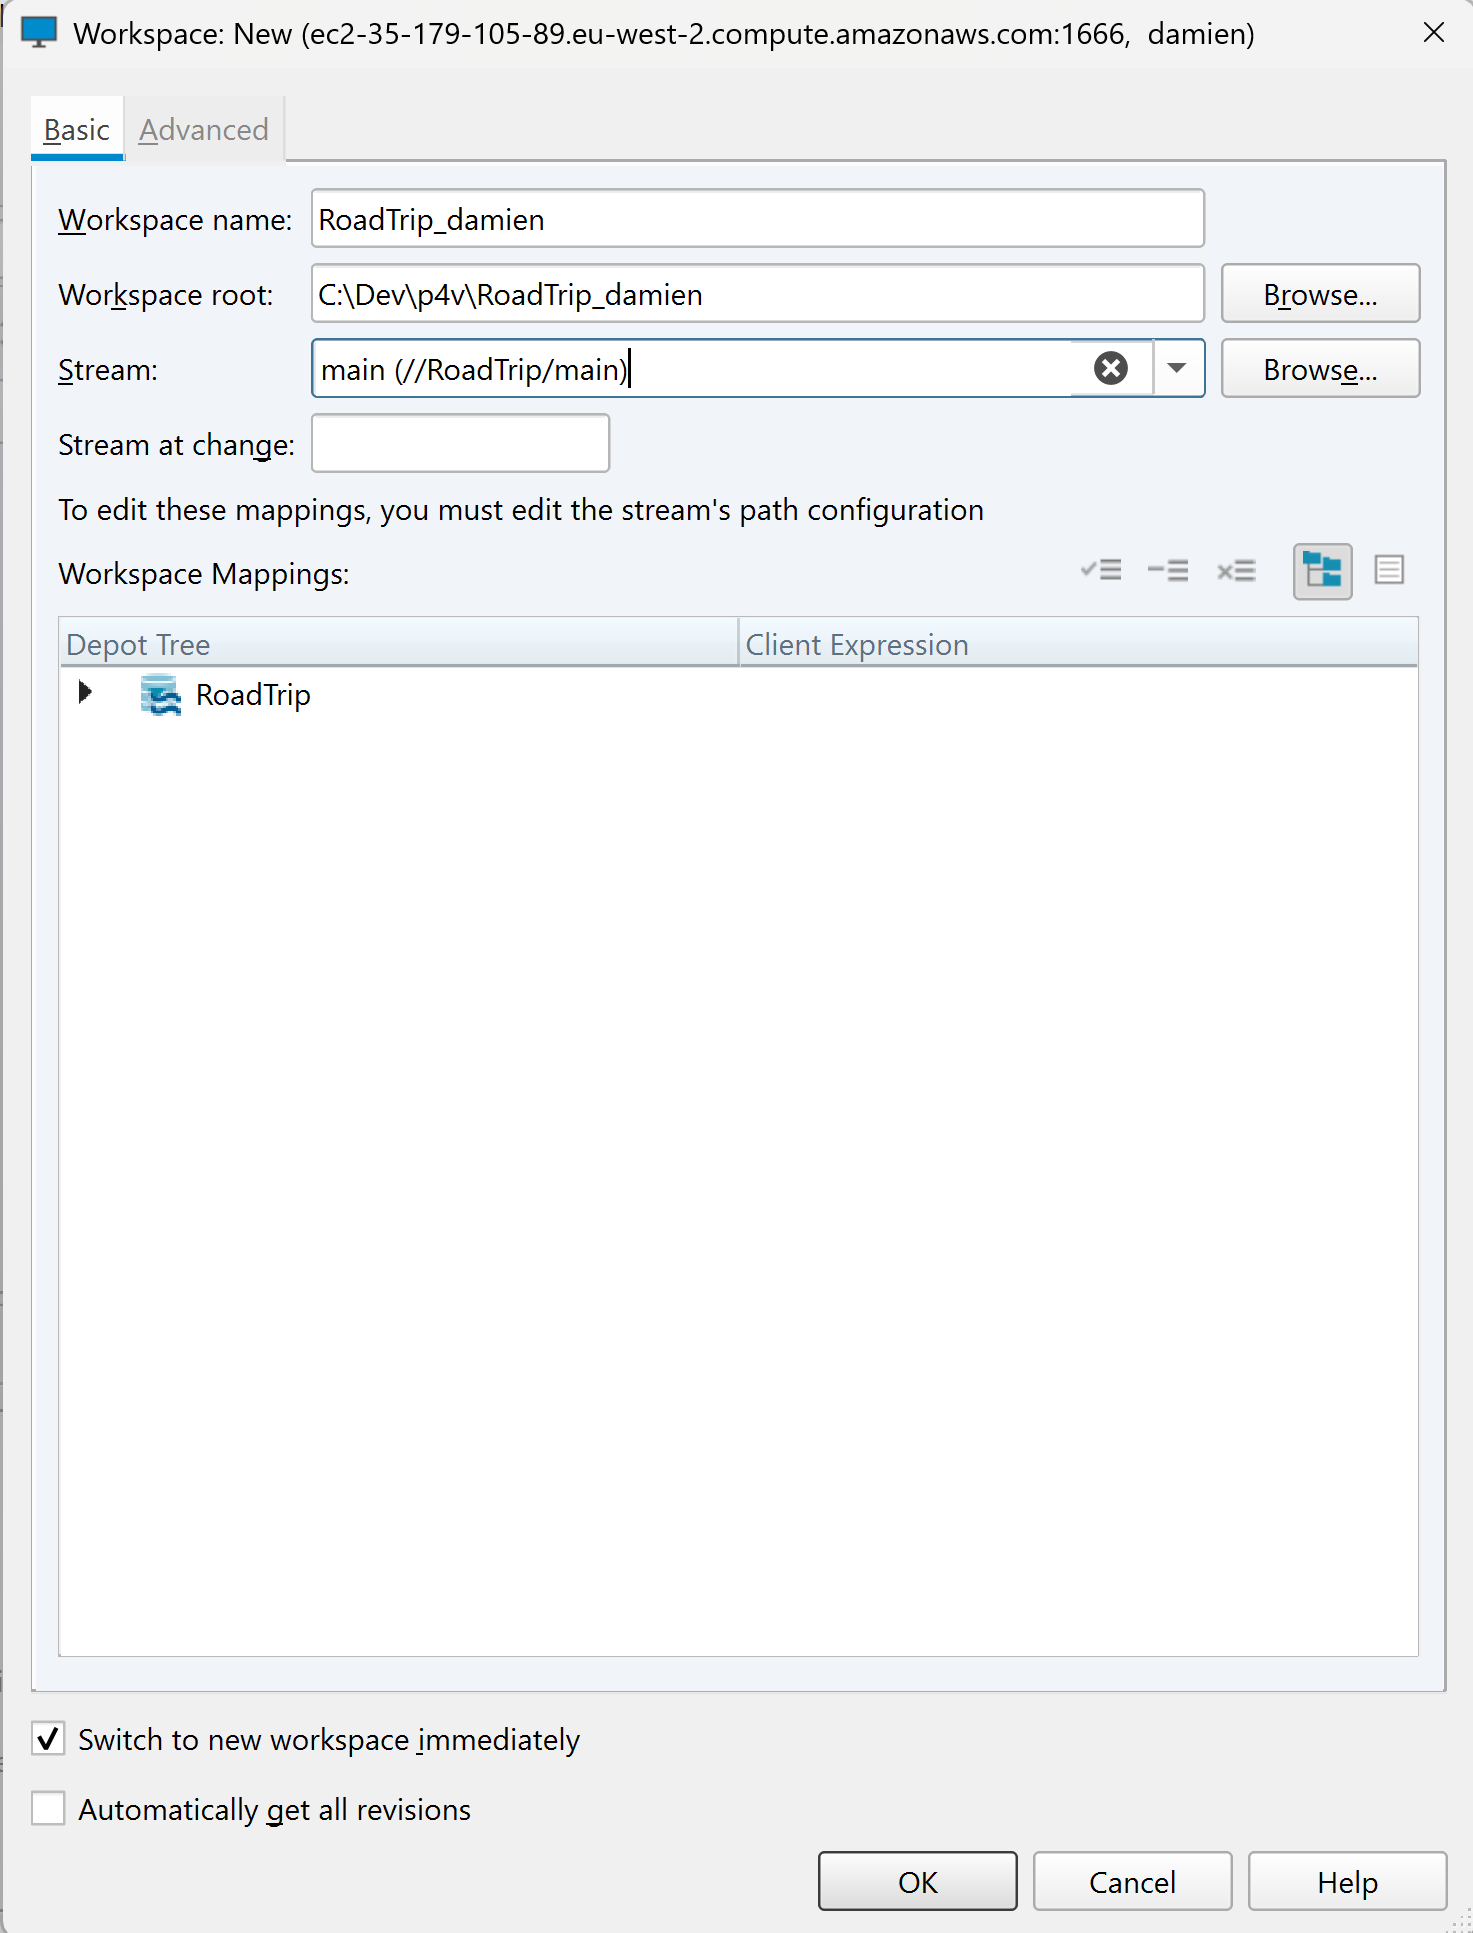 Workspace: New (ec2-35-179-105-89.eu-west-2.compute.amazonaws.com:1666,  damien)
Basic Advanced
Workspace name: RoadTrip_damien
Workspace root: C:\Dev\p4v\RoadTrip_damien Browse...
Stream: main (//RoadTrip/main) Browse...
Stream at change:
To edit these mappings, you must edit the stream's path configuration
Workspace Mappings:
Depot Tree Client Expression
RoadTrip
Switch to new workspace immediately
Automatically get all revisions
OK Cancel Help